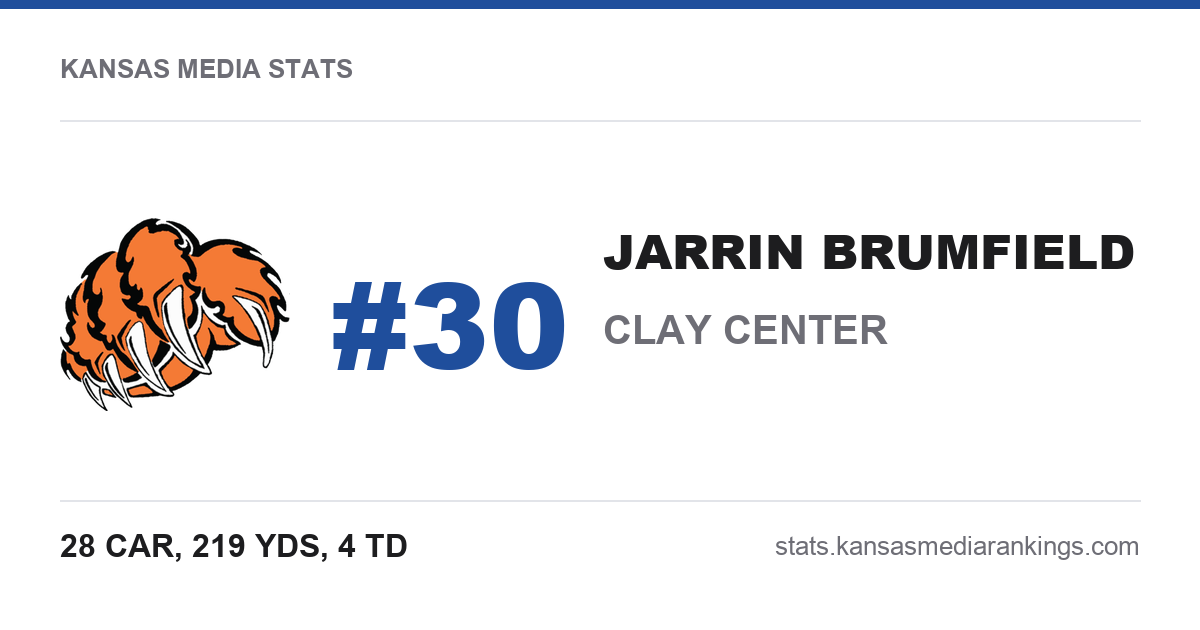 KANSAS MEDIA STATS
#30
JARRIN BRUMFIELD
CLAY CENTER
28 CAR, 219 YDS, 4 TD
stats.kansasmediarankings.com